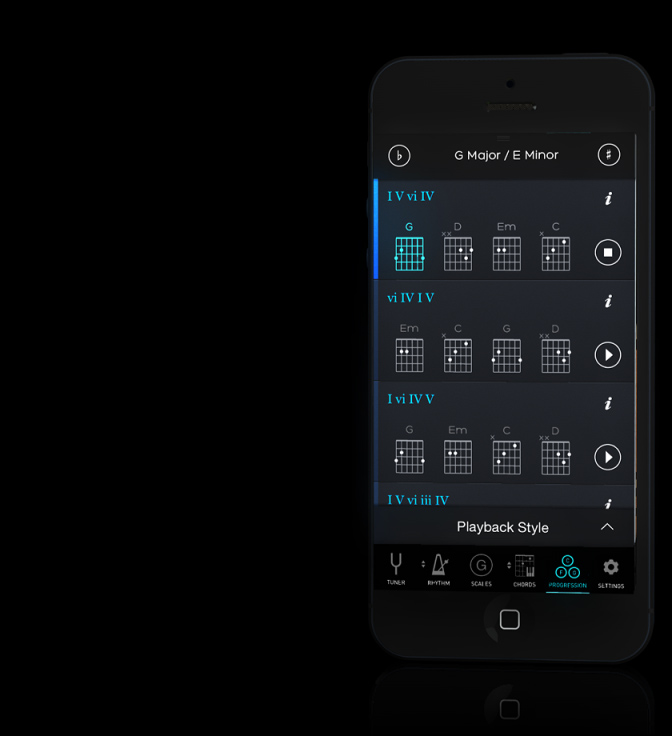 ♭ G Major / E Minor ♯
I V vi IV i
G D Em C
x x x
vi IV I V i
Em C G D
x x x
I vi IV V i
G Em C D
x x x
I V vi iii IV i
Playback Style
G C F G
TUNER RHYTHM SCALES CHORDS PROGRESSION SETTINGS